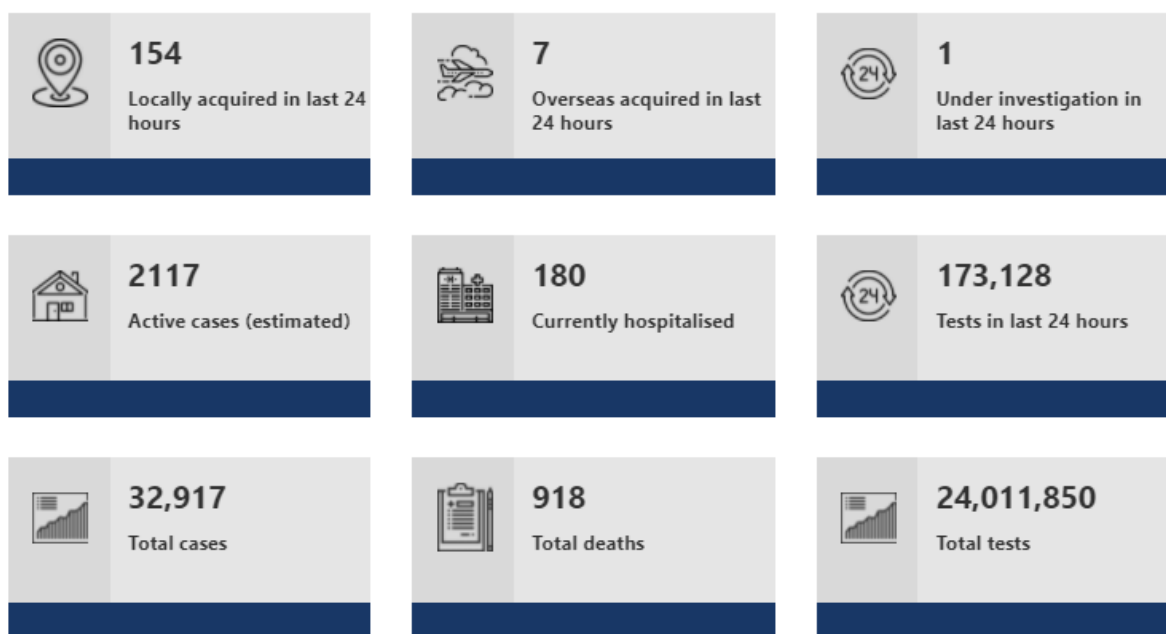 154
Locally acquired in last 24
hours
7
Overseas acquired in last
24 hours
24
1
Under investigation in
last 24 hours
2117
Active cases (estimated)
H
180
Currently hospitalised
24
173,128
Tests in last 24 hours
32,917
Total cases
918
Total deaths
24,011,850
Total tests